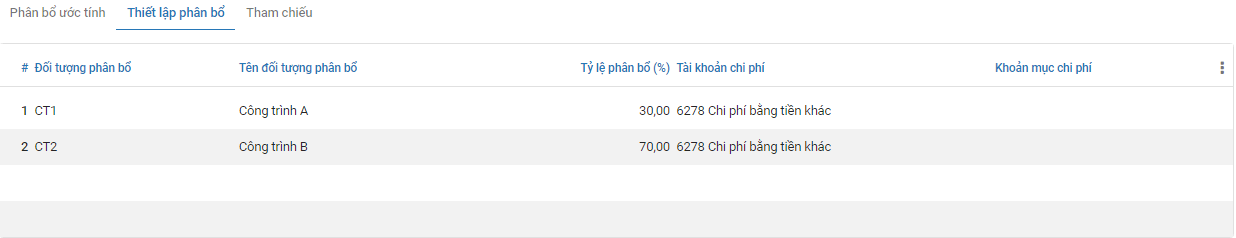 Phân bổ ước tính Thiết lập phân bổ Tham chiếu
# Đối tượng phân bổ Tên đối tượng phân bổ Tỷ lệ phân bổ (%) Tài khoản chi phí Khoản mục chi phí
1 CT1 Công trình A 30,00 6278 Chi phí bằng tiền khác
2 CT2 Công trình B 70,00 6278 Chi phí bằng tiền khác